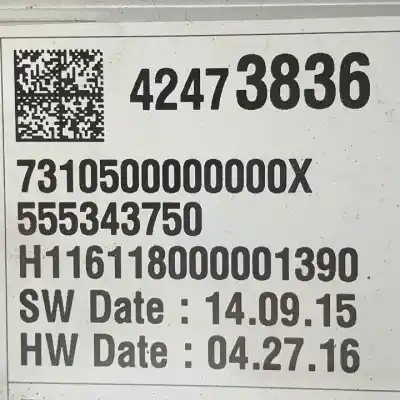 42473836
7310500000000X
555343750
H116118000001390
SW Date : 14.09.15
HW Date : 04.27.16